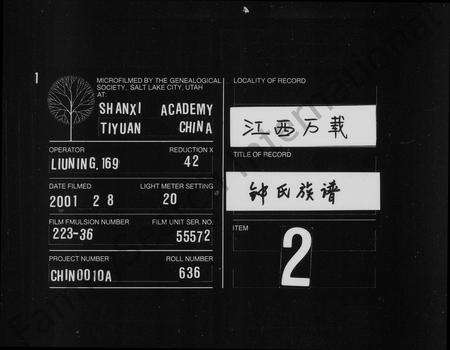 1
MICROFILMED BY THE GENEALOGICAL
SOCIETY, SALT LAKE CITY, UTAH
AT:
SHANXI ACADEMY
TIYUAN CHINA
OPERATOR REDUCTION X
LIUNING,169 42
DATE FILMED LIGHT METER SETTING
2001 2 8 20
FILM EMULSION NUMBER FILM UNIT SER. NO.
223-36 55572
PROJECT NUMBER ROLL NUMBER
CHIN0010A 636
LOCALITY OF RECORD
江西万载
TITLE OF RECORD
钟氏族谱
ITEM
2